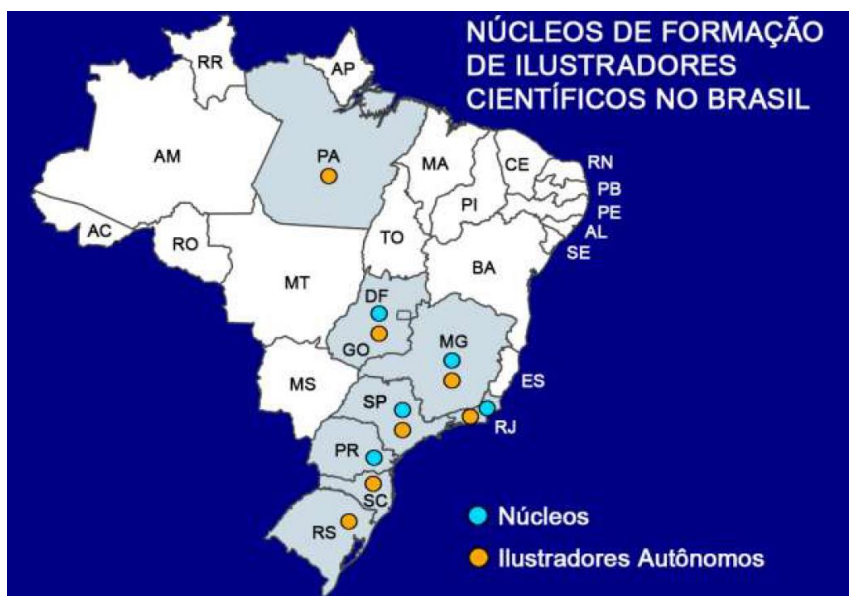 NÚCLEOS DE FORMAÇÃO
DE ILUSTRADORES
CIENTÍFICOS NO BRASIL
RR
AP
AM
PA
MA
CE
RN
PB
PE
AL
SE
PI
AC
RO
TO
BA
MT
DF
GO
MG
MS
ES
SP
RJ
PR
SC
RS
Núcleos
Ilustradores Autônomos